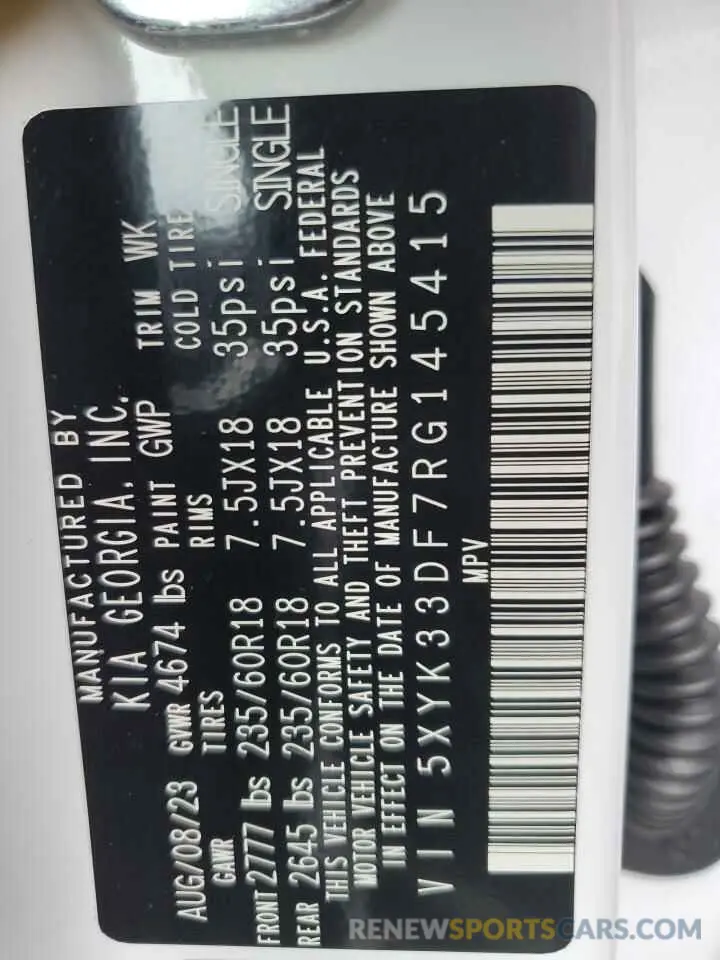 MANUFACTURED BY
KIA GEORGIA, INC.
AUG/08/23 GVWR 4674 lbs PAINT GWP TRIM WK
GAWR TIRES RIMS COLD TIRE
FRONT 2777 lbs 235/60R18 7.5JX18 35psi SINGLE
REAR 2645 lbs 235/60R18 7.5JX18 35psi SINGLE
THIS VEHICLE CONFORMS TO ALL APPLICABLE U.S.A. FEDERAL
MOTOR VEHICLE SAFETY AND THEFT PREVENTION STANDARDS
IN EFFECT ON THE DATE OF MANUFACTURE SHOWN ABOVE
VIN 5XYK33DF7RG145415
MPV
RENEWSPORTSCARS.COM